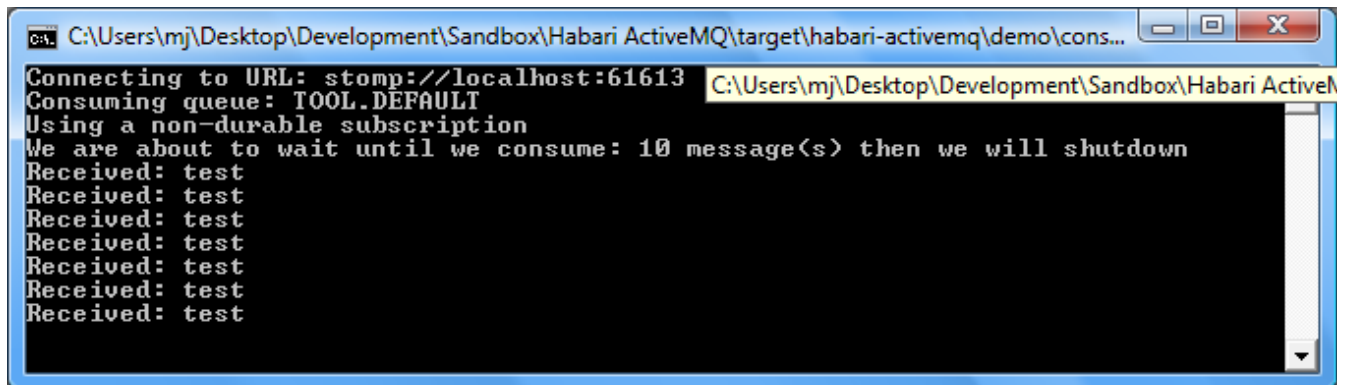 C:\Users\mj\Desktop\Development\Sandbox\Habari ActiveMQ\target\habari-activemq\demo\cons...
Connecting to URL: stomp://localhost:61613
C:\Users\mj\Desktop\Development\Sandbox\Habari Active
Consuming queue: TOOL.DEFAULT
Using a non-durable subscription
We are about to wait until we consume: 10 message(s) then we will shutdown
Received: test
Received: test
Received: test
Received: test
Received: test
Received: test
Received: test